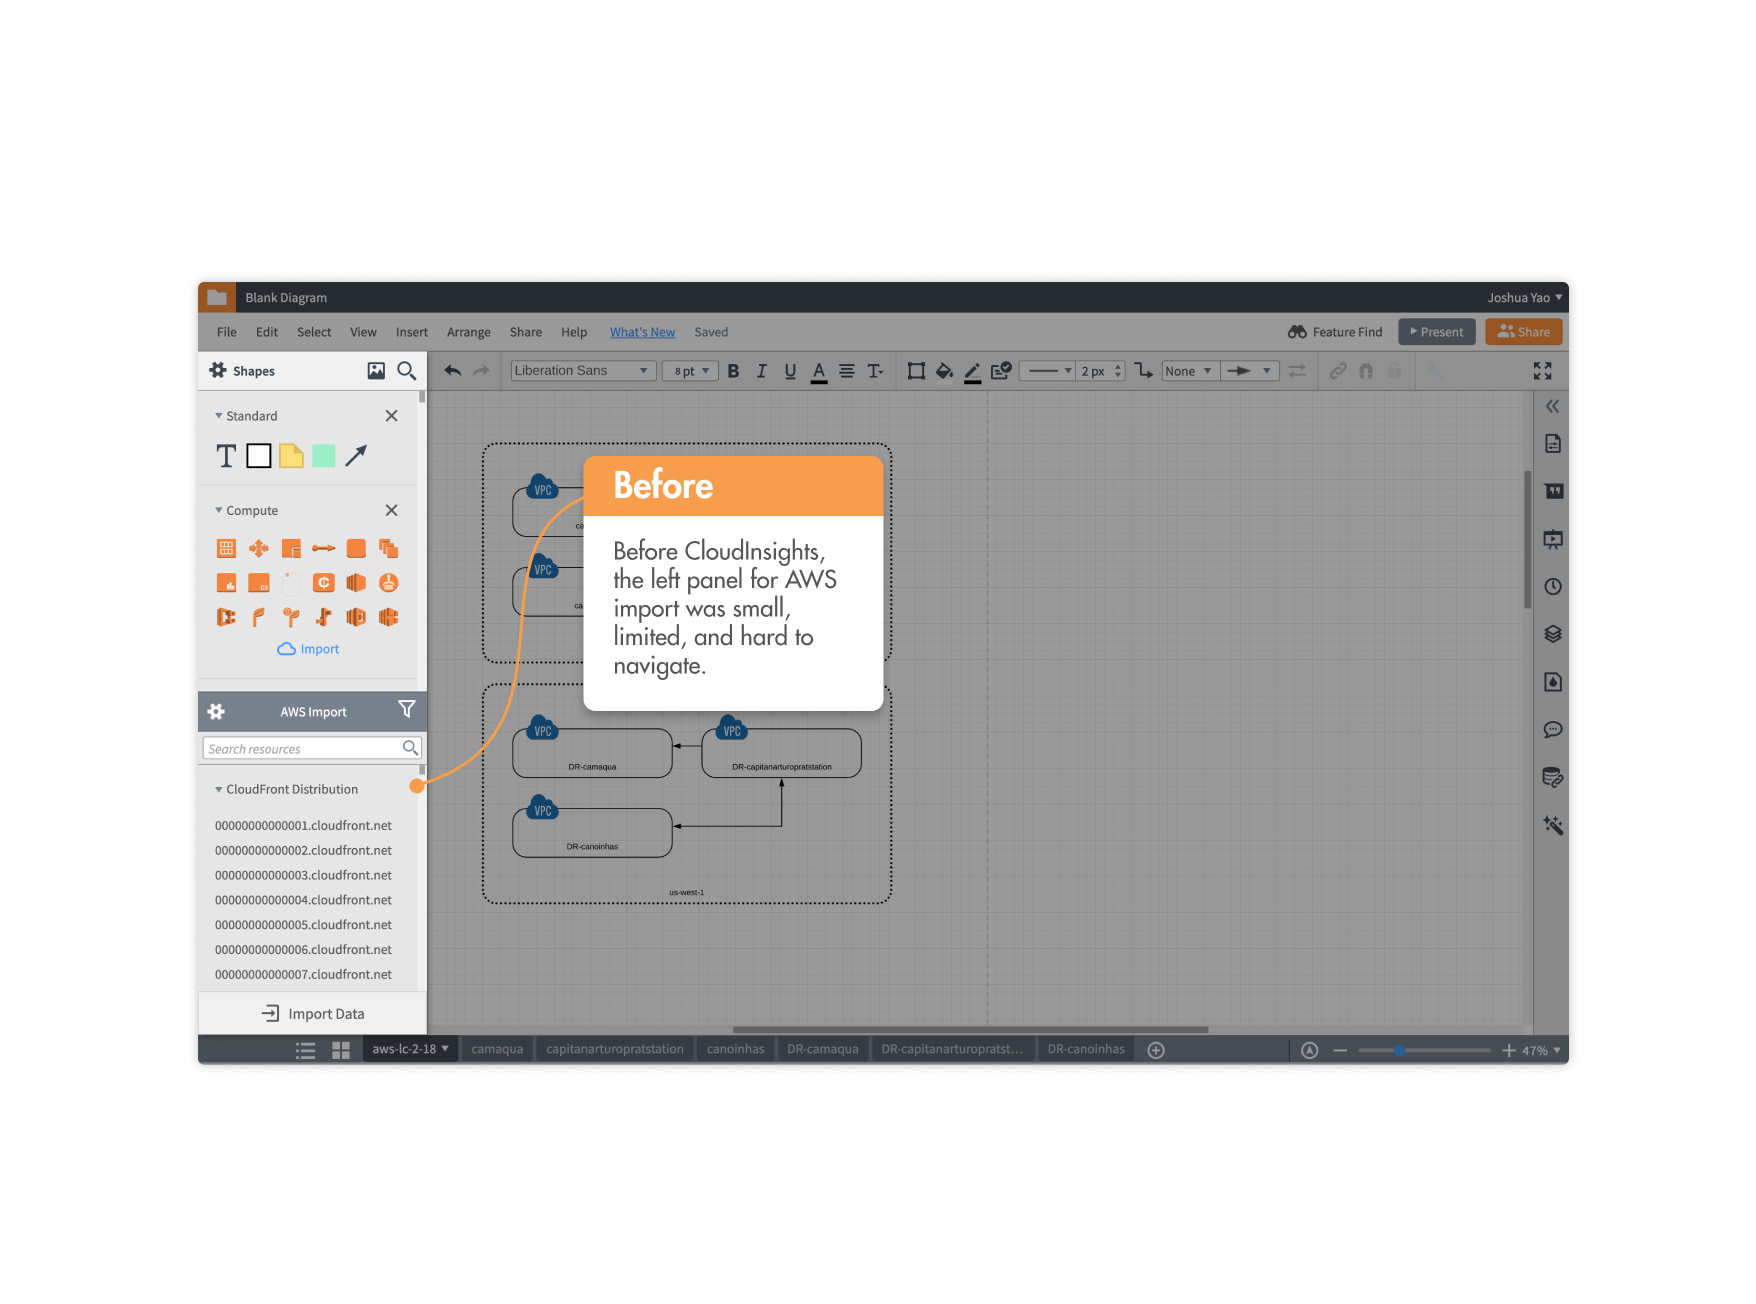 Blank Diagram
Joshua Yao
File Edit Select View Insert Arrange Share Help What's New Saved
Feature Find Present Share
Shapes
Liberation Sans 8 pt B I U A T 2 px None
Standard
T
Compute
Import
AWS Import
Search resources
CloudFront Distribution
00000000000001.cloudfront.net
00000000000002.cloudfront.net
00000000000003.cloudfront.net
00000000000004.cloudfront.net
00000000000005.cloudfront.net
00000000000006.cloudfront.net
00000000000007.cloudfront.net
Import Data
VPC
ca
VPC
ca
Before
Before CloudInsights,
the left panel for AWS
import was small,
limited, and hard to
navigate.
VPC
DR-camaqua
VPC
DR-capitanarturopratstation
VPC
DR-canoinhas
us-west-1
aws-lc-2-18 camaqua capitanarturopratstation canoinhas DR-camaqua DR-capitanarturopratst... DR-canoinhas
47%